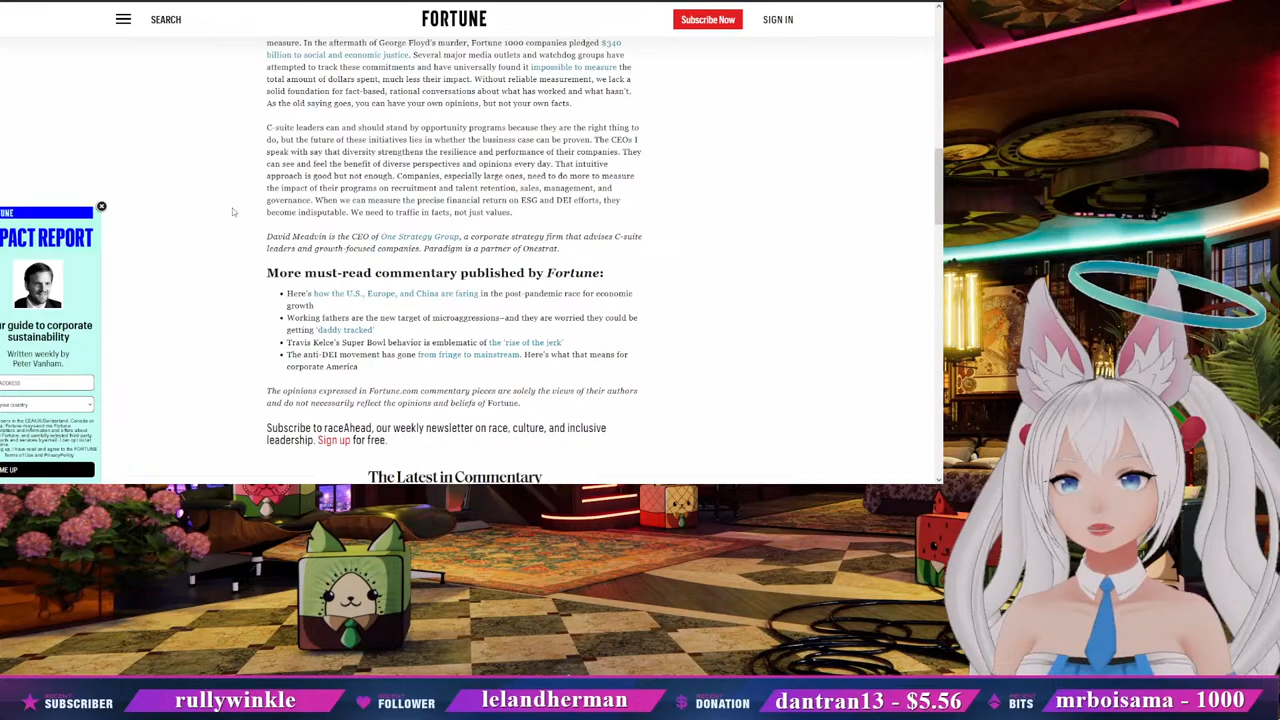 SEARCH
FORTUNE
Subscribe Now
SIGN IN
measure. In the aftermath of George Floyd's murder, Fortune 1000 companies pledged $340
billion to social and economic justice. Several major media outlets and watchdog groups have
attempted to track these commitments and have universally found it impossible to measure the
total amount of dollars spent, much less their impact. Without reliable measurement, we lack a
solid foundation for fact-based, rational conversations about what has worked and what hasn't.
As the old saying goes, you can have your own opinions, but not your own facts.
C-suite leaders can and should stand by opportunity programs because they are the right thing to
do, but the future of these initiatives lies in whether the business case can be proven. The CEOs I
speak with say that diversity strengthens the resilience and performance of their companies. They
can see and feel the benefit of diverse perspectives and opinions every day. That intuitive
approach is good but not enough. Companies, especially large ones, need to do more to measure
the impact of their programs on recruitment and talent retention, sales, management, and
governance. When we can measure the precise financial return on ESG and DEI efforts, they
become indisputable. We need to traffic in facts, not just values.
David Meadvin is the CEO of One Strategy Group, a corporate strategy firm that advises C-suite
leaders and growth-focused companies. Paradigm is a partner of Onestrat.
More must-read commentary published by Fortune:
• Here's how the U.S., Europe, and China are faring in the post-pandemic race for economic
growth
• Working fathers are the new target of microaggressions–and they are worried they could be
getting 'daddy tracked'
• Travis Kelce's Super Bowl behavior is emblematic of the 'rise of the jerk'
• The anti-DEI movement has gone from fringe to mainstream. Here's what that means for
corporate America
The opinions expressed in Fortune.com commentary pieces are solely the views of their authors
and do not necessarily reflect the opinions and beliefs of Fortune.
Subscribe to raceAhead, our weekly newsletter on race, culture, and inclusive
leadership. Sign up for free.
The Latest in Commentary
UNE
PACT REPORT
r guide to corporate
sustainability
Written weekly by
Peter Vanham.
ADDRESS
your country
ME UP
RECENT SUBSCRIBER
rullywinkle
RECENT FOLLOWER
lelandherman
RECENT DONATION
dantran13 - $5.56
RECENT BITS
mrboisama - 1000